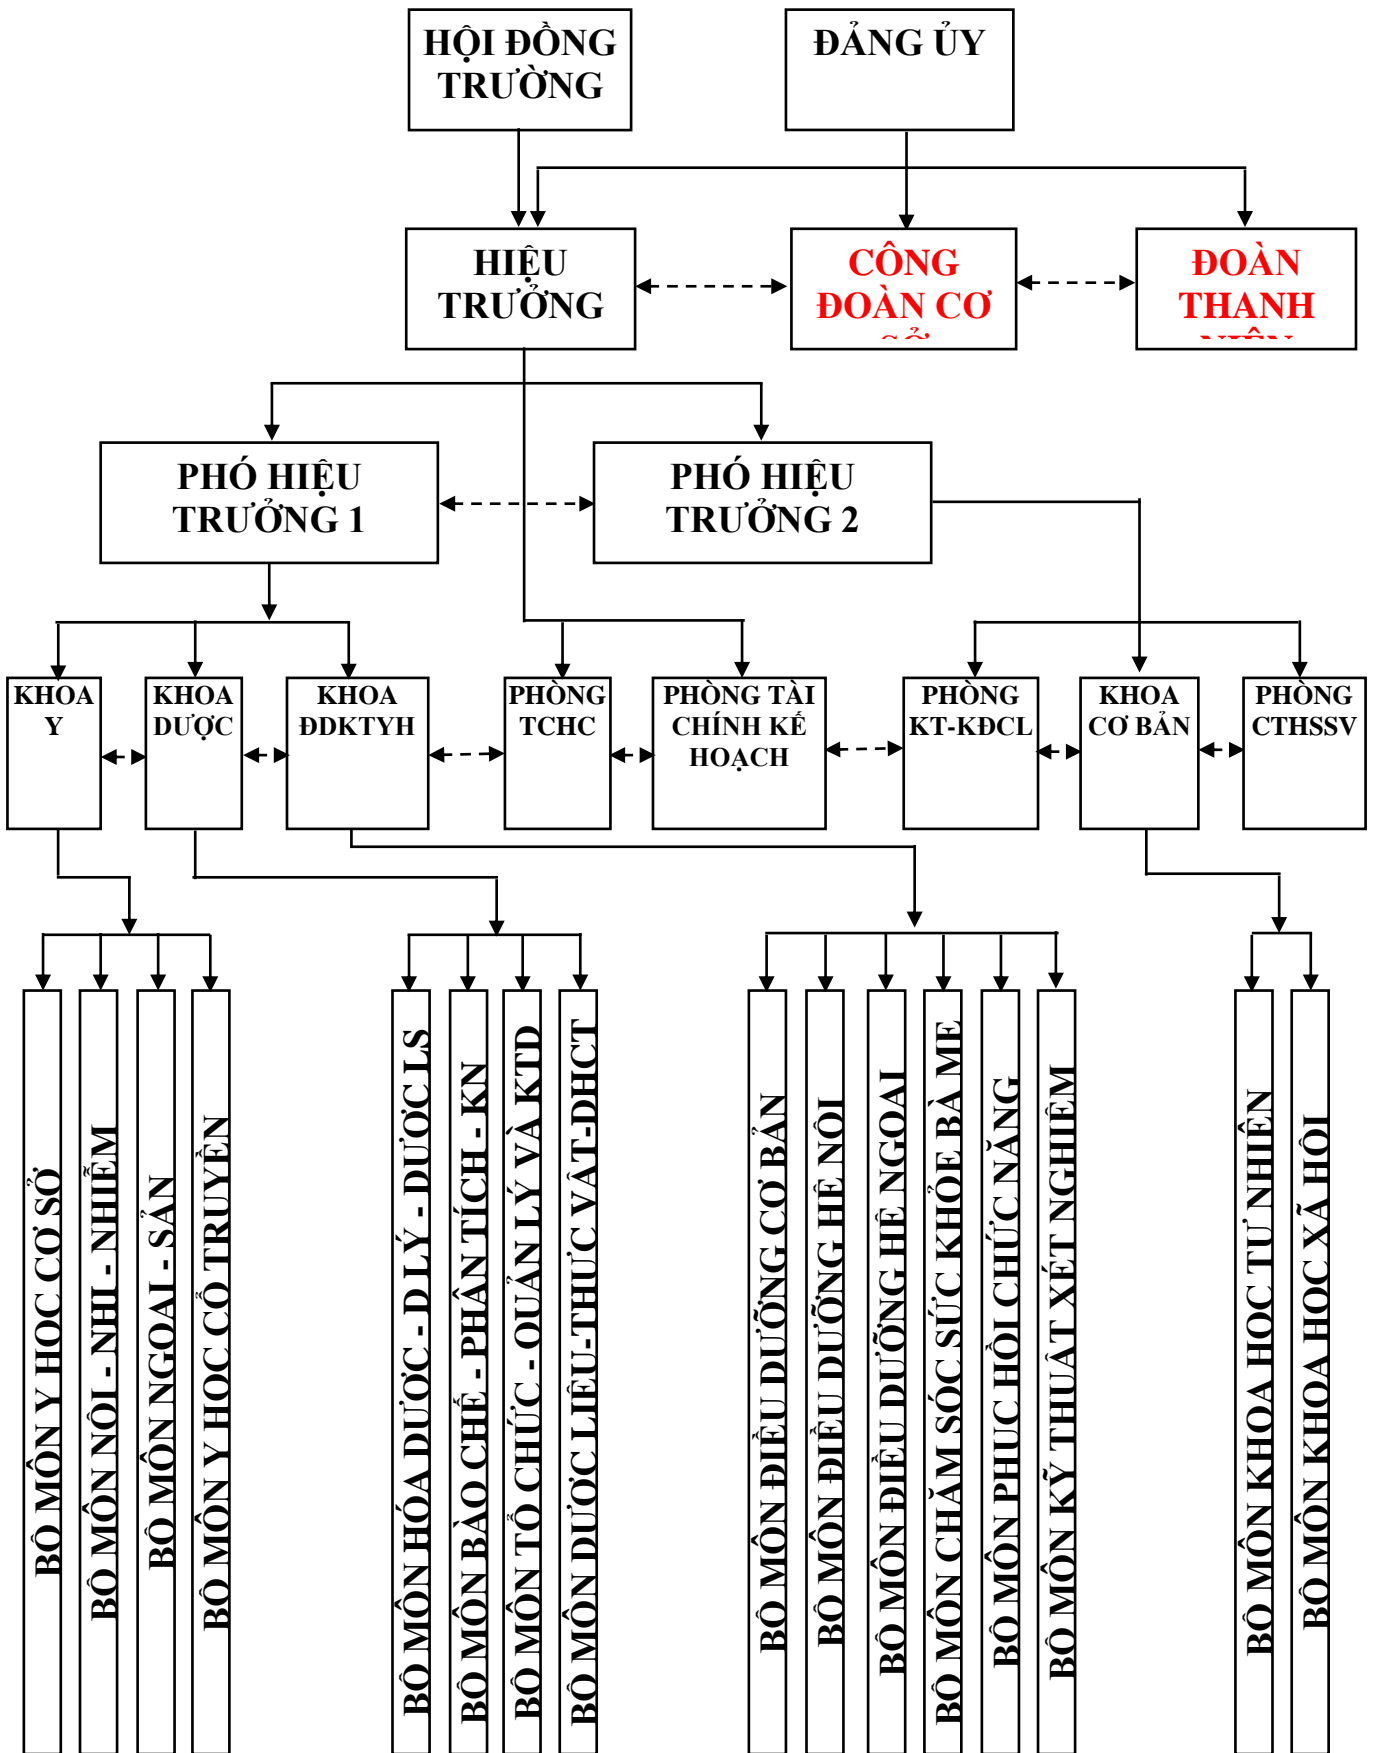 HỘI ĐỒNG
TRƯỜNG
ĐẢNG ỦY
HIỆU
TRƯỞNG
CÔNG
ĐOÀN CƠ
SỞ
ĐOÀN
THANH
NIÊN
PHÓ HIỆU
TRƯỞNG 1
PHÓ HIỆU
TRƯỞNG 2
KHOA
Y
KHOA
DƯỢC
KHOA
ĐDKTYH
PHÒNG
TCHC
PHÒNG TÀI
CHÍNH KẾ
HOẠCH
PHÒNG
KT-KĐCL
KHOA
CƠ BẢN
PHÒNG
CTHSSV
BỘ MÔN Y HỌC CƠ SỞ
BỘ MÔN NỘI - NHI - NHIỄM
BỘ MÔN NGOẠI - SẢN
BỘ MÔN Y HỌC CỔ TRUYỀN
BỘ MÔN HÓA DƯỢC - D LÝ - DƯỢC LS
BỘ MÔN BÀO CHẾ - PHÂN TÍCH - KN
BỘ MÔN TỔ CHỨC - QUẢN LÝ VÀ KTD
BỘ MÔN DƯỢC LIỆU-THỰC VẬT-DHCT
BỘ MÔN ĐIỀU DƯỠNG CƠ BẢN
BỘ MÔN ĐIỀU DƯỠNG HỆ NỘI
BỘ MÔN ĐIỀU DƯỠNG HỆ NGOẠI
BỘ MÔN CHĂM SÓC SỨC KHỎE BÀ MẸ
BỘ MÔN PHỤC HỒI CHỨC NĂNG
BỘ MÔN KỸ THUẬT XÉT NGHIỆM
BỘ MÔN KHOA HỌC TỰ NHIÊN
BỘ MÔN KHOA HỌC XÃ HỘI